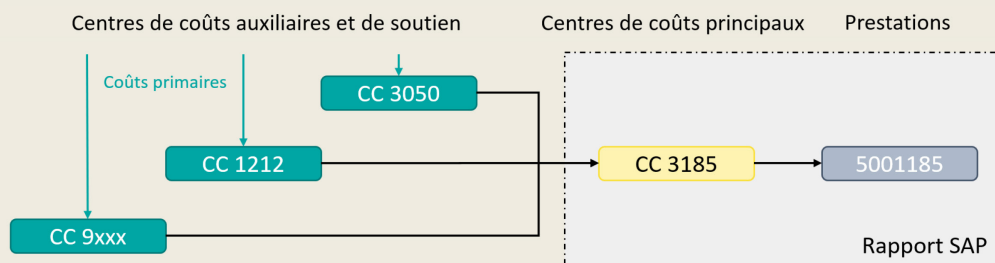 Centres de coûts auxiliaires et de soutien
Centres de coûts principaux
Prestations
Coûts primaires
CC 3050
CC 1212
CC 3185
5001185
CC 9xxx
Rapport SAP